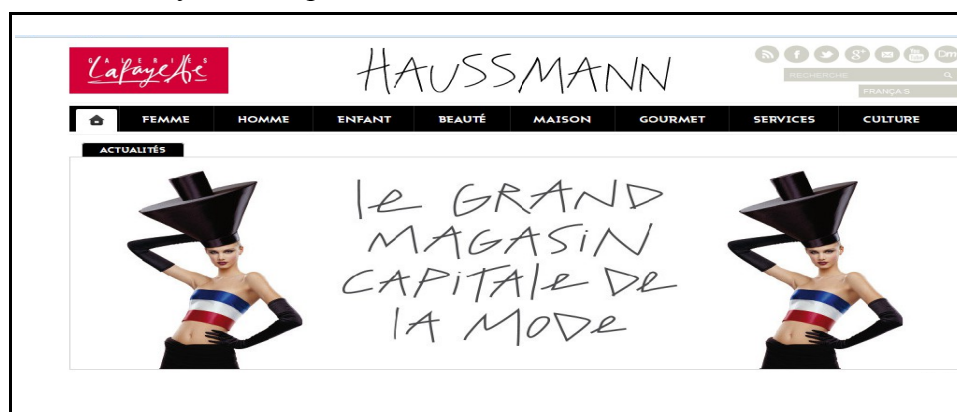 GALERIES
Lafayette
HAUSSMANN
RECHERCHE
FRANÇAIS
FEMME HOMME ENFANT BEAUTÉ MAISON GOURMET SERVICES CULTURE
ACTUALITÉS
le GRAND
MAGASiN
CAPiTAle De
lA MODe